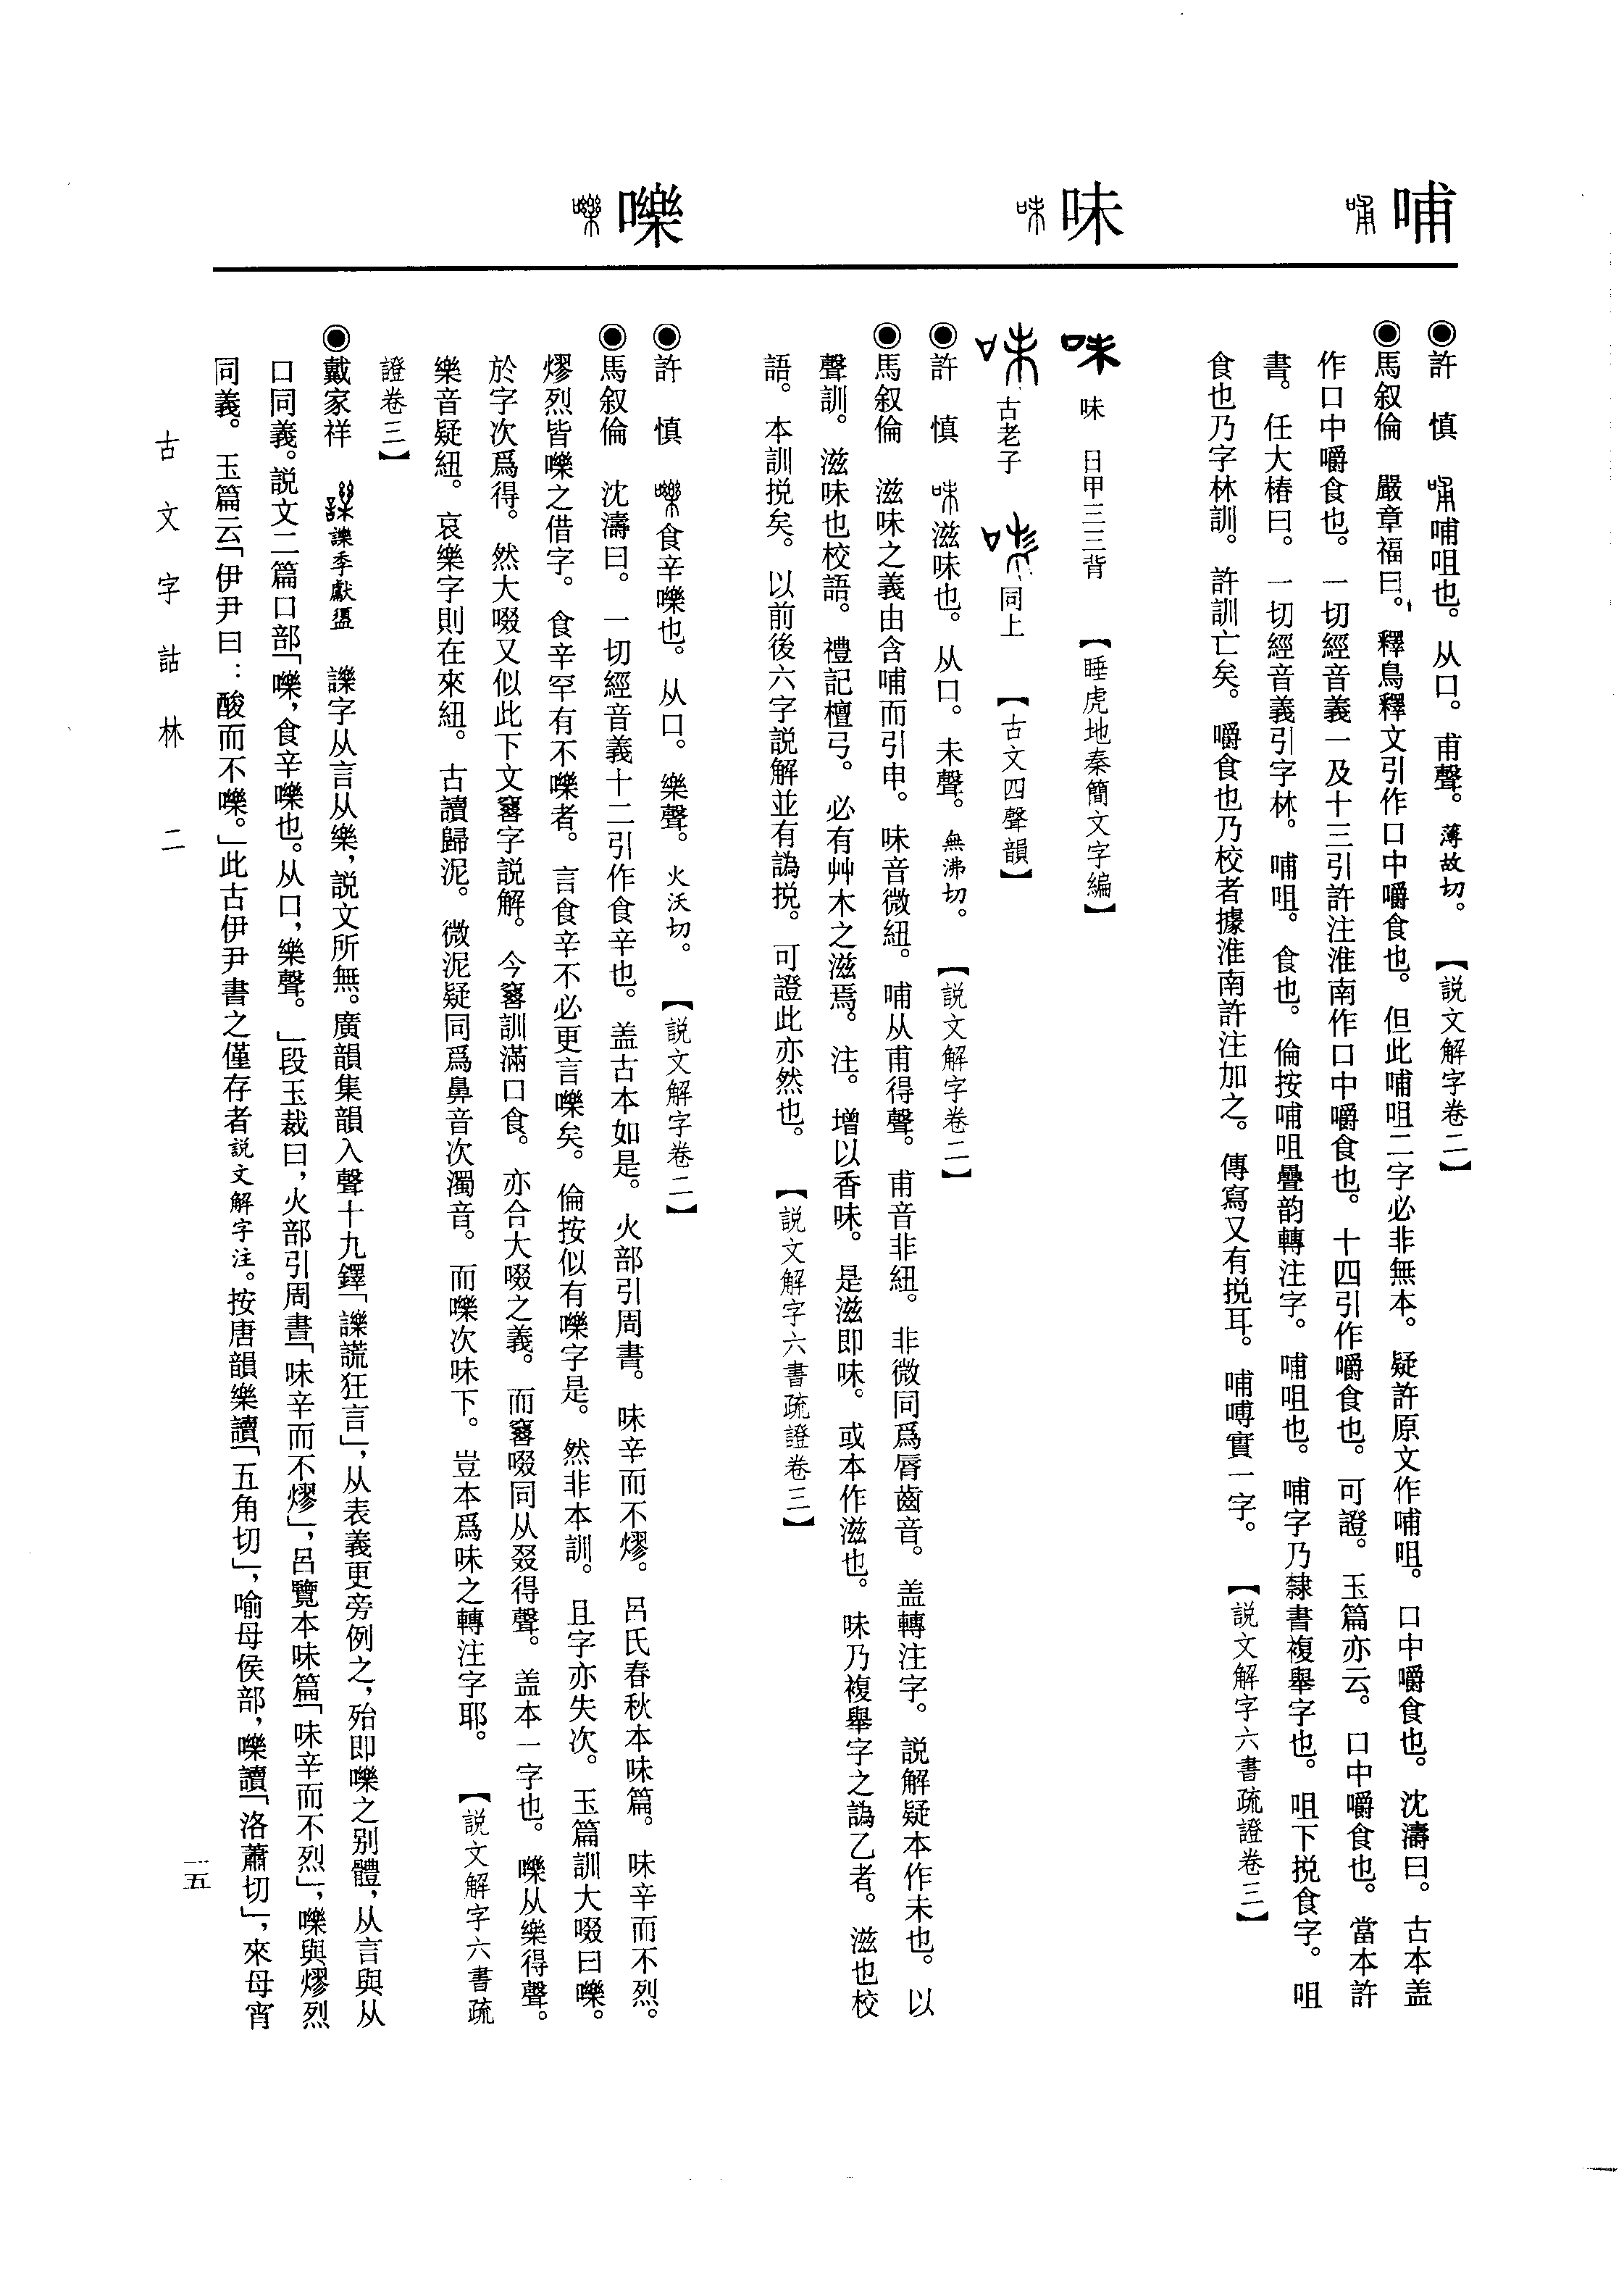 哺
味
㗱
◉許　慎　哺哺咀也。从口。甫聲。薄故切。【説文解字卷二】
◉馬叙倫　嚴章福曰。釋鳥釋文引作口中嚼食也。但此哺咀二字必非無本。疑許原文作哺咀。口中嚼食也。沈濤曰。古本盖
作口中嚼食也。一切經音義一及十三引許注淮南作口中嚼食也。十四引作嚼食也。可證。玉篇亦云。口中嚼食也。當本許
書。任大椿曰。一切經音義引字林。哺咀。食也。倫按哺咀疊韵轉注字。哺咀也。哺字乃隸書複舉字也。咀下捝食字。咀
食也乃字林訓。許訓亡矣。嚼食也乃校者據淮南許注加之。傳寫又有捝耳。哺嚩實一字。【説文解字六書疏證卷三】
味　日甲三三背　【睡虎地秦簡文字編】
古老子　同上　【古文四聲韻】
◉許　慎　味滋味也。从口。未聲。無沸切。【説文解字卷二】
◉馬叙倫　滋味之義由含哺而引申。味音微紐。哺从甫得聲。甫音非紐。非微同爲脣齒音。盖轉注字。説解疑本作未也。以
聲訓。滋味也校語。禮記檀弓。必有艸木之滋焉。注。增以香味。是滋即味。或本作滋也。味乃複舉字之譌乙者。滋也校
語。本訓捝矣。以前後六字説解並有譌捝。可證此亦然也。【説文解字六書疏證卷三】
◉許　慎　㗱食辛㗱也。从口。樂聲。火沃切。【説文解字卷二】
◉馬叙倫　沈濤曰。一切經音義十二引作食辛也。盖古本如是。火部引周書。味辛而不熮。呂氏春秋本味篇。味辛而不烈。
熮烈皆㗱之借字。食辛罕有不㗱者。言食辛不必更言㗱矣。倫按似有㗱字是。然非本訓。且字亦失次。玉篇訓大啜曰㗱。
於字次爲得。然大啜又似此下文窡字説解。今窡訓滿口食。亦合大啜之義。而窡啜同从叕得聲。盖本一字也。㗱从樂得聲。
樂音疑紐。哀樂字則在來紐。古讀歸泥。微泥疑同爲鼻音次濁音。而㗱次味下。豈本爲味之轉注字耶。【説文解字六書疏
證卷三】
◉戴家祥　䜑季獻盨　䜑字从言从樂，説文所無。廣韻集韻入聲十九鐸「䜑謊狂言」，从表義更旁例之，殆即㗱之别體，从言與从
口同義。説文二篇口部「㗱，食辛㗱也。从口，樂聲。」段玉裁曰，火部引周書「味辛而不熮」，呂覽本味篇「味辛而不烈」，㗱與熮烈
同義。玉篇云「伊尹曰：酸而不㗱。」此古伊尹書之僅存者説文解字注。按唐韻樂讀「五角切」，喻母侯部，㗱讀「洛蕭切」，來母宵
古文字詁林　二
一五